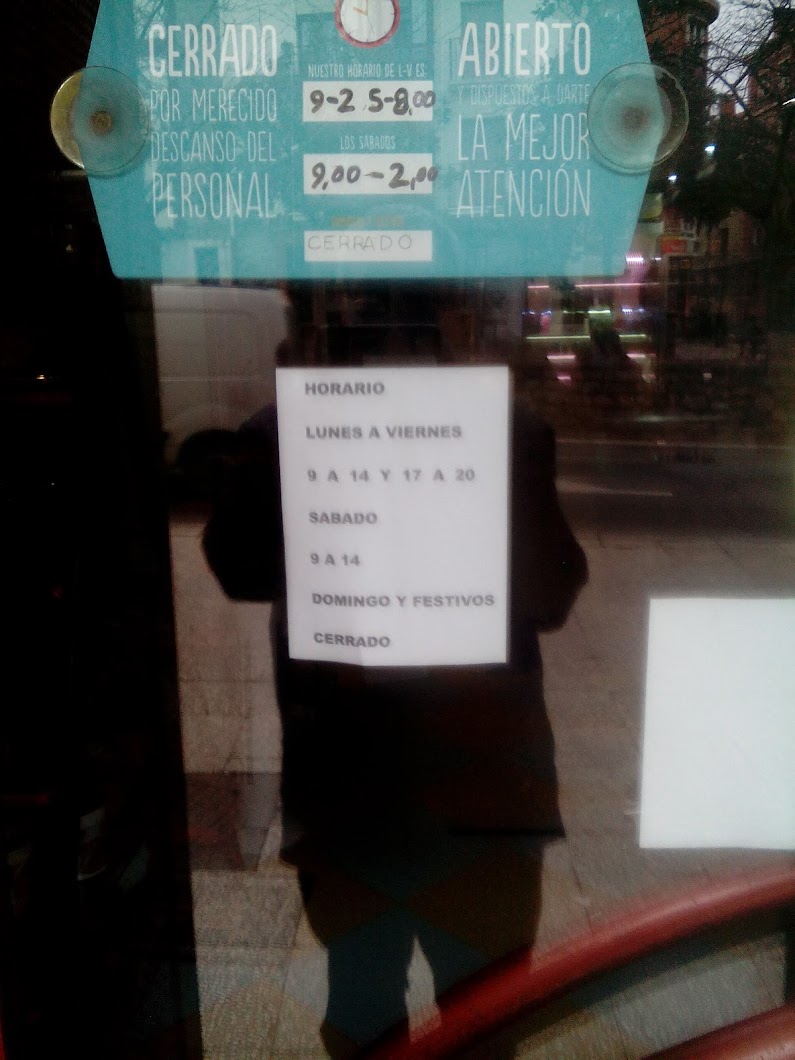 CERRADO
POR MERECIDO
DESCANSO DEL
PERSONAL
NUESTRO HORARIO DE L-V ES:
9-2 5-8,00
LOS SÁBADOS
9,00-2,00
CERRADO
ABIERTO
Y DISPUESTOS A DARTE
LA MEJOR
ATENCIÓN
HORARIO
LUNES A VIERNES
9 A 14 Y 17 A 20
SABADO
9 A 14
DOMINGO Y FESTIVOS
CERRADO